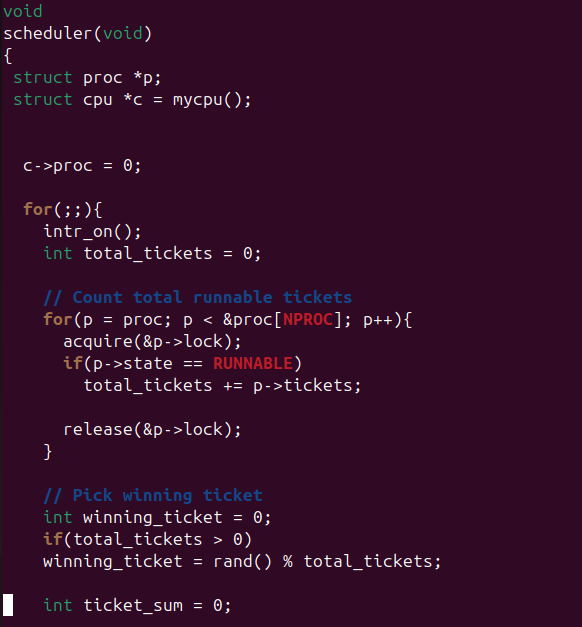 void
scheduler(void)
{
 struct proc *p;
 struct cpu *c = mycpu();

  c->proc = 0;

  for(;;){
    intr_on();
    int total_tickets = 0;

    // Count total runnable tickets
    for(p = proc; p < &proc[NPROC]; p++){
      acquire(&p->lock);
      if(p->state == RUNNABLE)
        total_tickets += p->tickets;

      release(&p->lock);
    }

    // Pick winning ticket
    int winning_ticket = 0;
    if(total_tickets > 0)
    winning_ticket = rand() % total_tickets;

    int ticket_sum = 0;